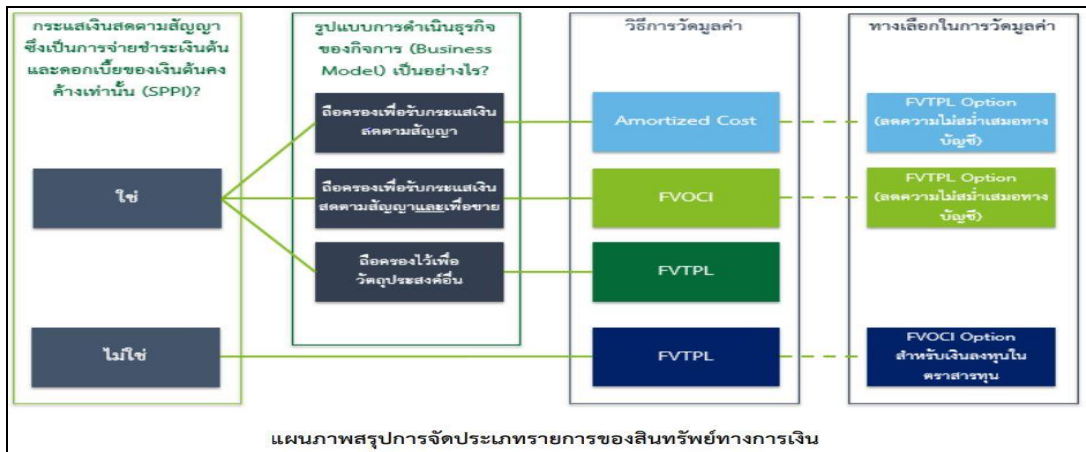 กระแสเงินสดตามสัญญา
ซึ่งเป็นการจ่ายชำระเงินต้น
และดอกเบี้ยของเงินต้นคง
ค้างเท่านั้น (SPPI)?
ใช่
ไม่ใช่
รูปแบบการดำเนินธุรกิจ
ของกิจการ (Business
Model) เป็นอย่างไร?
ถือครองเพื่อรับกระแสเงิน
สดตามสัญญา
ถือครองเพื่อรับกระแสเงิน
สดตามสัญญาและเพื่อขาย
ถือครองไว้เพื่อ
วัตถุประสงค์อื่น
วิธีการวัดมูลค่า
Amortized Cost
FVOCI
FVTPL
FVTPL
ทางเลือกในการวัดมูลค่า
FVTPL Option
(ลดความไม่สม่ำเสมอทาง
บัญชี)
FVTPL Option
(ลดความไม่สม่ำเสมอทาง
บัญชี)
FVOCI Option
สำหรับเงินลงทุนใน
ตราสารทุน
แผนภาพสรุปการจัดประเภทรายการของสินทรัพย์ทางการเงิน